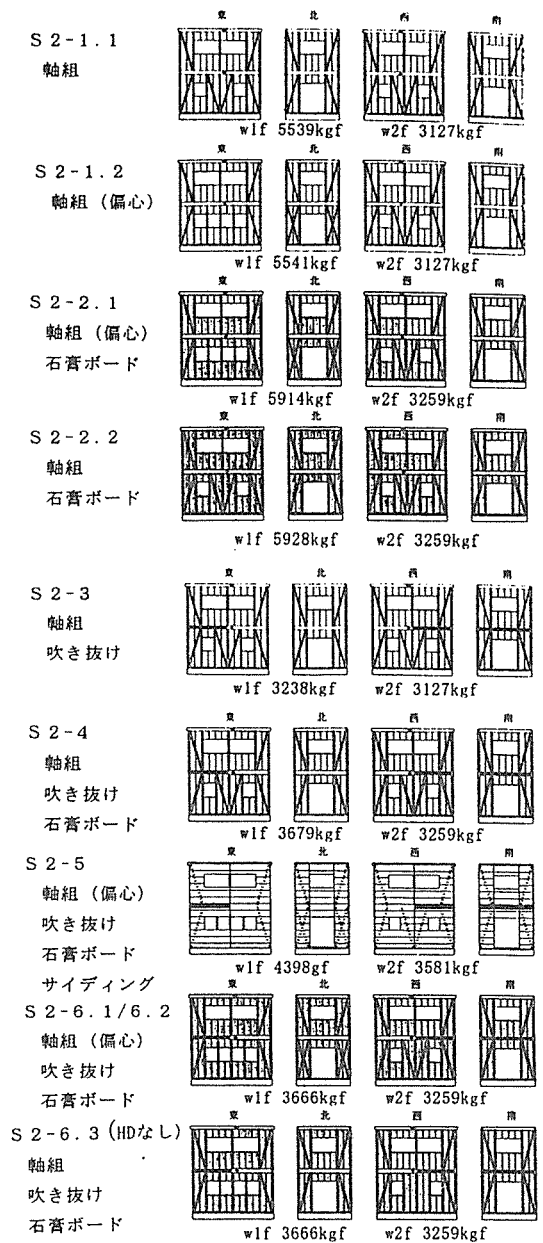 東 北 西 南
S2-1.1
軸組
w1f 5539kgf w2f 3127kgf
東 北 西 南
S2-1.2
軸組（偏心）
w1f 5541kgf w2f 3127kgf
東 北 西 南
S2-2.1
軸組（偏心）
石膏ボード
w1f 5914kgf w2f 3259kgf
東 北 西 南
S2-2.2
軸組
石膏ボード
w1f 5928kgf w2f 3259kgf
東 北 西 南
S2-3
軸組
吹き抜け
w1f 3238kgf w2f 3127kgf
東 北 西 南
S2-4
軸組
吹き抜け
石膏ボード
w1f 3679kgf w2f 3259kgf
東 北 西 南
S2-5
軸組（偏心）
吹き抜け
石膏ボード
w1f 4398gf w2f 3581kgf
サイディング
東 北 西 南
S2-6.1/6.2
軸組（偏心）
吹き抜け
石膏ボード
w1f 3666kgf w2f 3259kgf
東 北 西 南
S2-6.3(HDなし)
軸組
吹き抜け
石膏ボード
w1f 3666kgf w2f 3259kgf